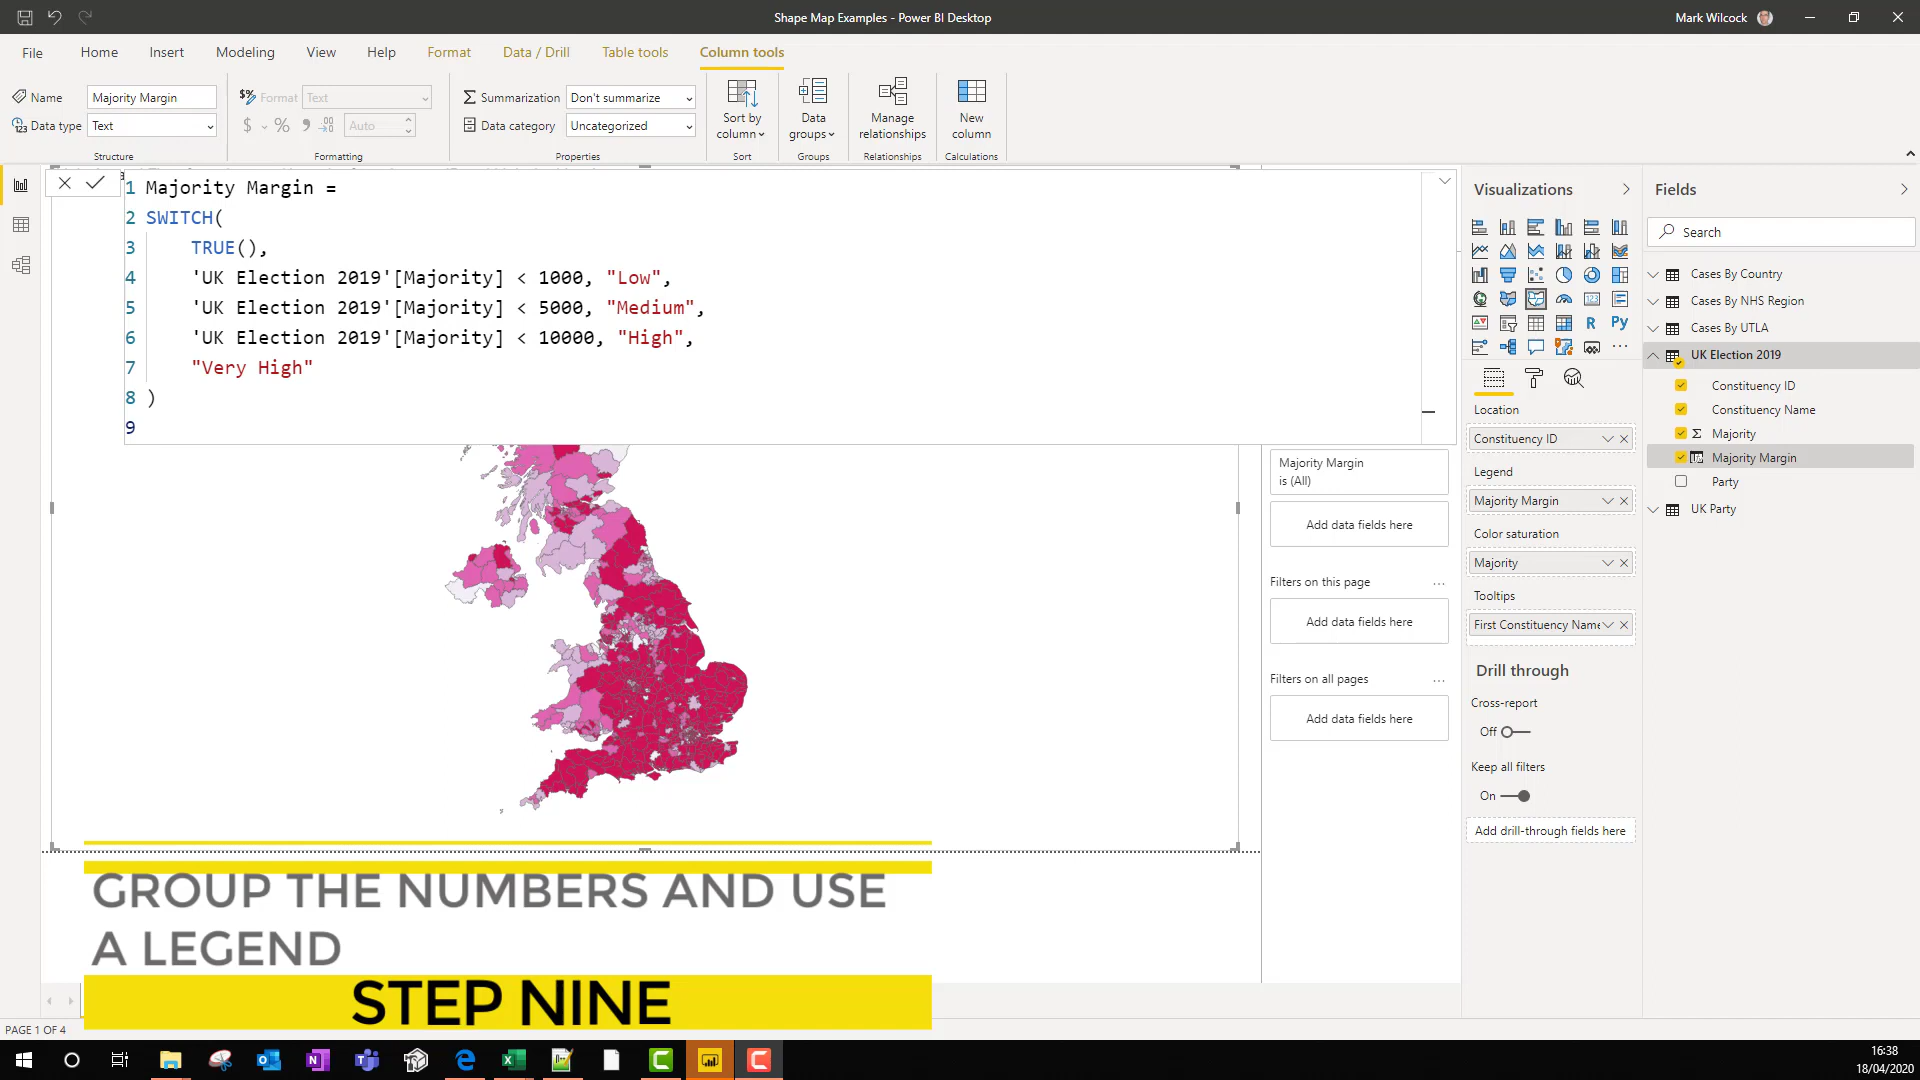 Shape Map Examples - Power BI Desktop
Mark Wilcock
File Home Insert Modeling View Help Format Data / Drill Table tools Column tools
Name Majority Margin
Data type Text
Structure
Format Text
$ % Auto
Formatting
Summarization Don't summarize
Data category Uncategorized
Properties
Sort by column
Sort
Data groups
Groups
Manage relationships
Relationships
New column
Calculations
1 Majority Margin =
2 SWITCH(
3 TRUE(),
4 'UK Election 2019'[Majority] < 1000, "Low",
5 'UK Election 2019'[Majority] < 5000, "Medium",
6 'UK Election 2019'[Majority] < 10000, "High",
7 "Very High"
8 )
9
Majority Margin
is (All)
Add data fields here
Filters on this page ...
Add data fields here
Filters on all pages ...
Add data fields here
Visualizations
R Py
...
Location
Constituency ID
Legend
Majority Margin
Color saturation
Majority
Tooltips
First Constituency Name
Drill through
Cross-report
Off
Keep all filters
On
Add drill-through fields here
Fields
Search
Cases By Country
Cases By NHS Region
Cases By UTLA
UK Election 2019
Constituency ID
Constituency Name
Majority
Majority Margin
Party
UK Party
GROUP THE NUMBERS AND USE
A LEGEND
STEP NINE
PAGE 1 OF 4
16:38
18/04/2020